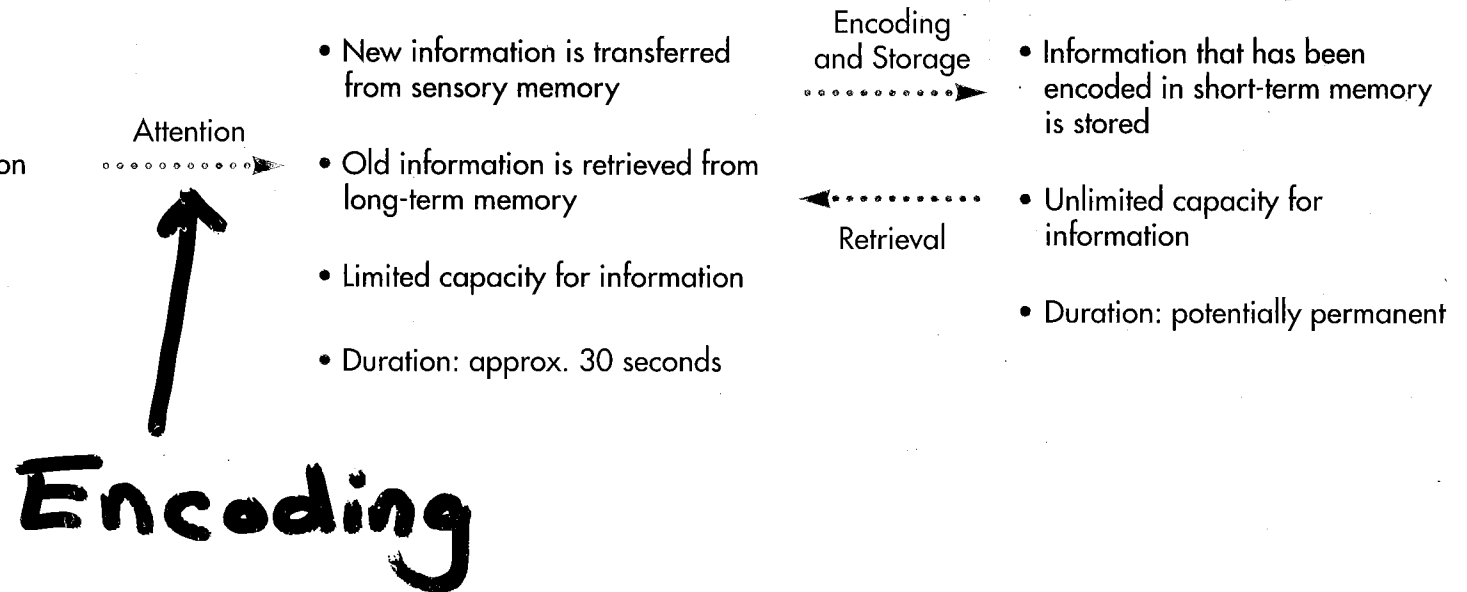 on
Attention
• New information is transferred
from sensory memory
• Old information is retrieved from
long-term memory
• Limited capacity for information
• Duration: approx. 30 seconds
Encoding
and Storage
Retrieval
• Information that has been
encoded in short-term memory
is stored
• Unlimited capacity for
information
• Duration: potentially permanent
Encoding